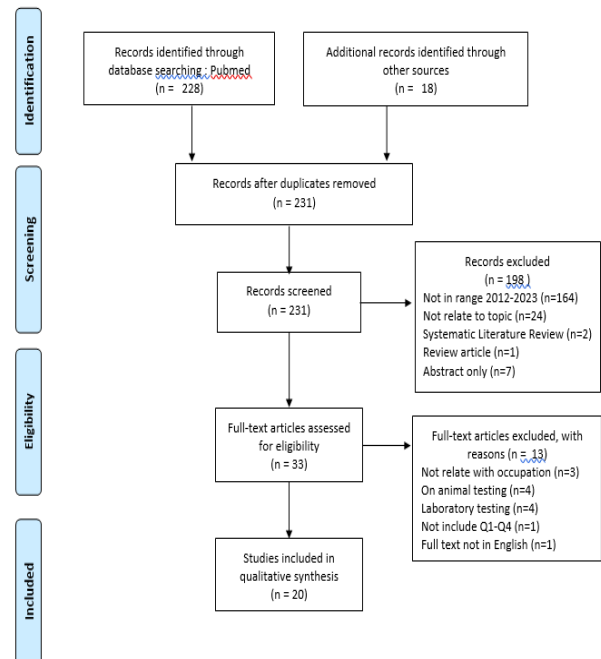 Identification
Records identified through
database searching : Pubmed
(n = 228)
Additional records identified through
other sources
(n = 18)
Screening
Records after duplicates removed
(n = 231)
Records screened
(n = 231)
Records excluded
(n = 198 )
Not in range 2012-2023 (n=164)
Not relate to topic (n=24)
Systematic Literature Review (n=2)
Review article (n=1)
Abstract only (n=7)
Eligibility
Full-text articles assessed
for eligibility
(n = 33)
Full-text articles excluded, with
reasons (n = 13)
Not relate with occupation (n=3)
On animal testing (n=4)
Laboratory testing (n=4)
Not include Q1-Q4 (n=1)
Full text not in English (n=1)
Included
Studies included in
qualitative synthesis
(n = 20)